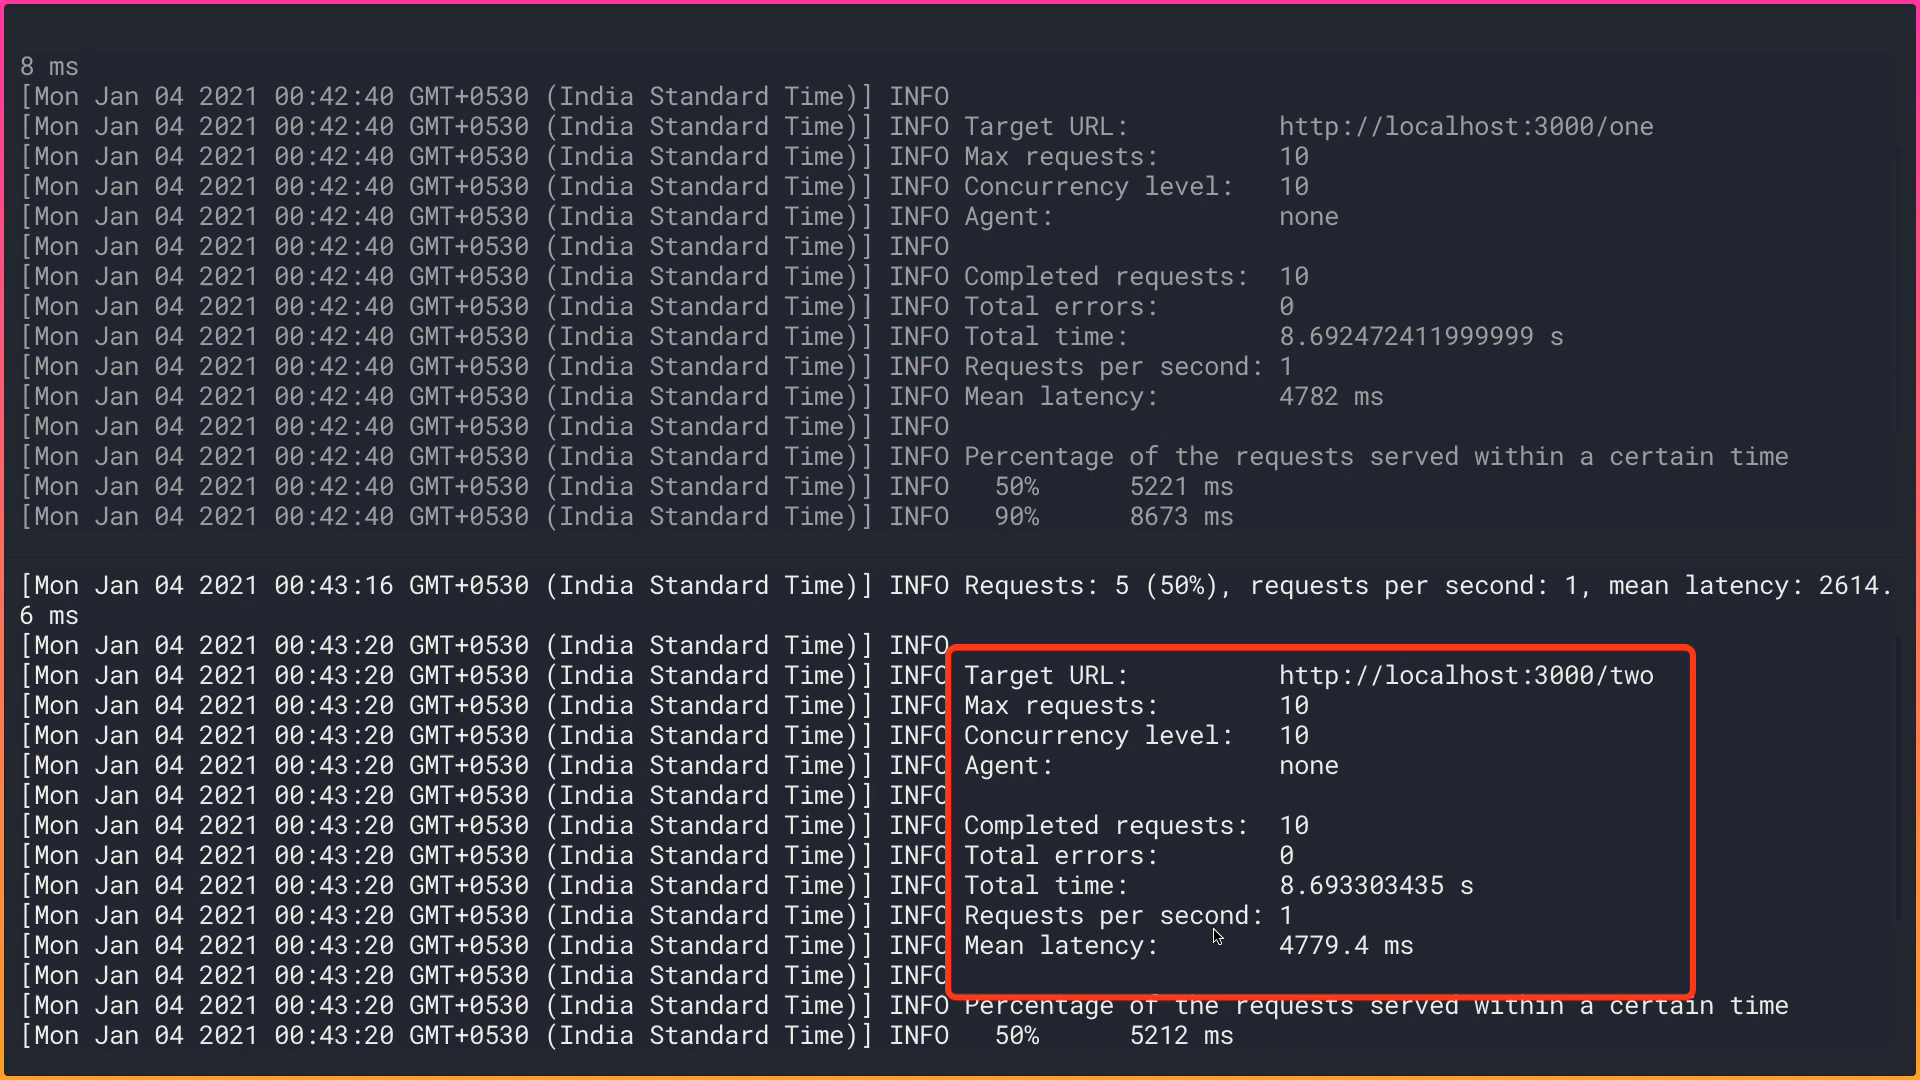 8 ms
[Mon Jan 04 2021 00:42:40 GMT+0530 (India Standard Time)] INFO
[Mon Jan 04 2021 00:42:40 GMT+0530 (India Standard Time)] INFO Target URL:          http://localhost:3000/one
[Mon Jan 04 2021 00:42:40 GMT+0530 (India Standard Time)] INFO Max requests:        10
[Mon Jan 04 2021 00:42:40 GMT+0530 (India Standard Time)] INFO Concurrency level:   10
[Mon Jan 04 2021 00:42:40 GMT+0530 (India Standard Time)] INFO Agent:               none
[Mon Jan 04 2021 00:42:40 GMT+0530 (India Standard Time)] INFO
[Mon Jan 04 2021 00:42:40 GMT+0530 (India Standard Time)] INFO Completed requests:  10
[Mon Jan 04 2021 00:42:40 GMT+0530 (India Standard Time)] INFO Total errors:        0
[Mon Jan 04 2021 00:42:40 GMT+0530 (India Standard Time)] INFO Total time:          8.692472411999999 s
[Mon Jan 04 2021 00:42:40 GMT+0530 (India Standard Time)] INFO Requests per second: 1
[Mon Jan 04 2021 00:42:40 GMT+0530 (India Standard Time)] INFO Mean latency:        4782 ms
[Mon Jan 04 2021 00:42:40 GMT+0530 (India Standard Time)] INFO
[Mon Jan 04 2021 00:42:40 GMT+0530 (India Standard Time)] INFO Percentage of the requests served within a certain time
[Mon Jan 04 2021 00:42:40 GMT+0530 (India Standard Time)] INFO   50%      5221 ms
[Mon Jan 04 2021 00:42:40 GMT+0530 (India Standard Time)] INFO   90%      8673 ms
[Mon Jan 04 2021 00:43:16 GMT+0530 (India Standard Time)] INFO Requests: 5 (50%), requests per second: 1, mean latency: 2614.
6 ms
[Mon Jan 04 2021 00:43:20 GMT+0530 (India Standard Time)] INFO
[Mon Jan 04 2021 00:43:20 GMT+0530 (India Standard Time)] INFO Target URL:          http://localhost:3000/two
[Mon Jan 04 2021 00:43:20 GMT+0530 (India Standard Time)] INFO Max requests:        10
[Mon Jan 04 2021 00:43:20 GMT+0530 (India Standard Time)] INFO Concurrency level:   10
[Mon Jan 04 2021 00:43:20 GMT+0530 (India Standard Time)] INFO Agent:               none
[Mon Jan 04 2021 00:43:20 GMT+0530 (India Standard Time)] INFO
[Mon Jan 04 2021 00:43:20 GMT+0530 (India Standard Time)] INFO Completed requests:  10
[Mon Jan 04 2021 00:43:20 GMT+0530 (India Standard Time)] INFO Total errors:        0
[Mon Jan 04 2021 00:43:20 GMT+0530 (India Standard Time)] INFO Total time:          8.693303435 s
[Mon Jan 04 2021 00:43:20 GMT+0530 (India Standard Time)] INFO Requests per second: 1
[Mon Jan 04 2021 00:43:20 GMT+0530 (India Standard Time)] INFO Mean latency:        4779.4 ms
[Mon Jan 04 2021 00:43:20 GMT+0530 (India Standard Time)] INFO
[Mon Jan 04 2021 00:43:20 GMT+0530 (India Standard Time)] INFO Percentage of the requests served within a certain time
[Mon Jan 04 2021 00:43:20 GMT+0530 (India Standard Time)] INFO   50%      5212 ms